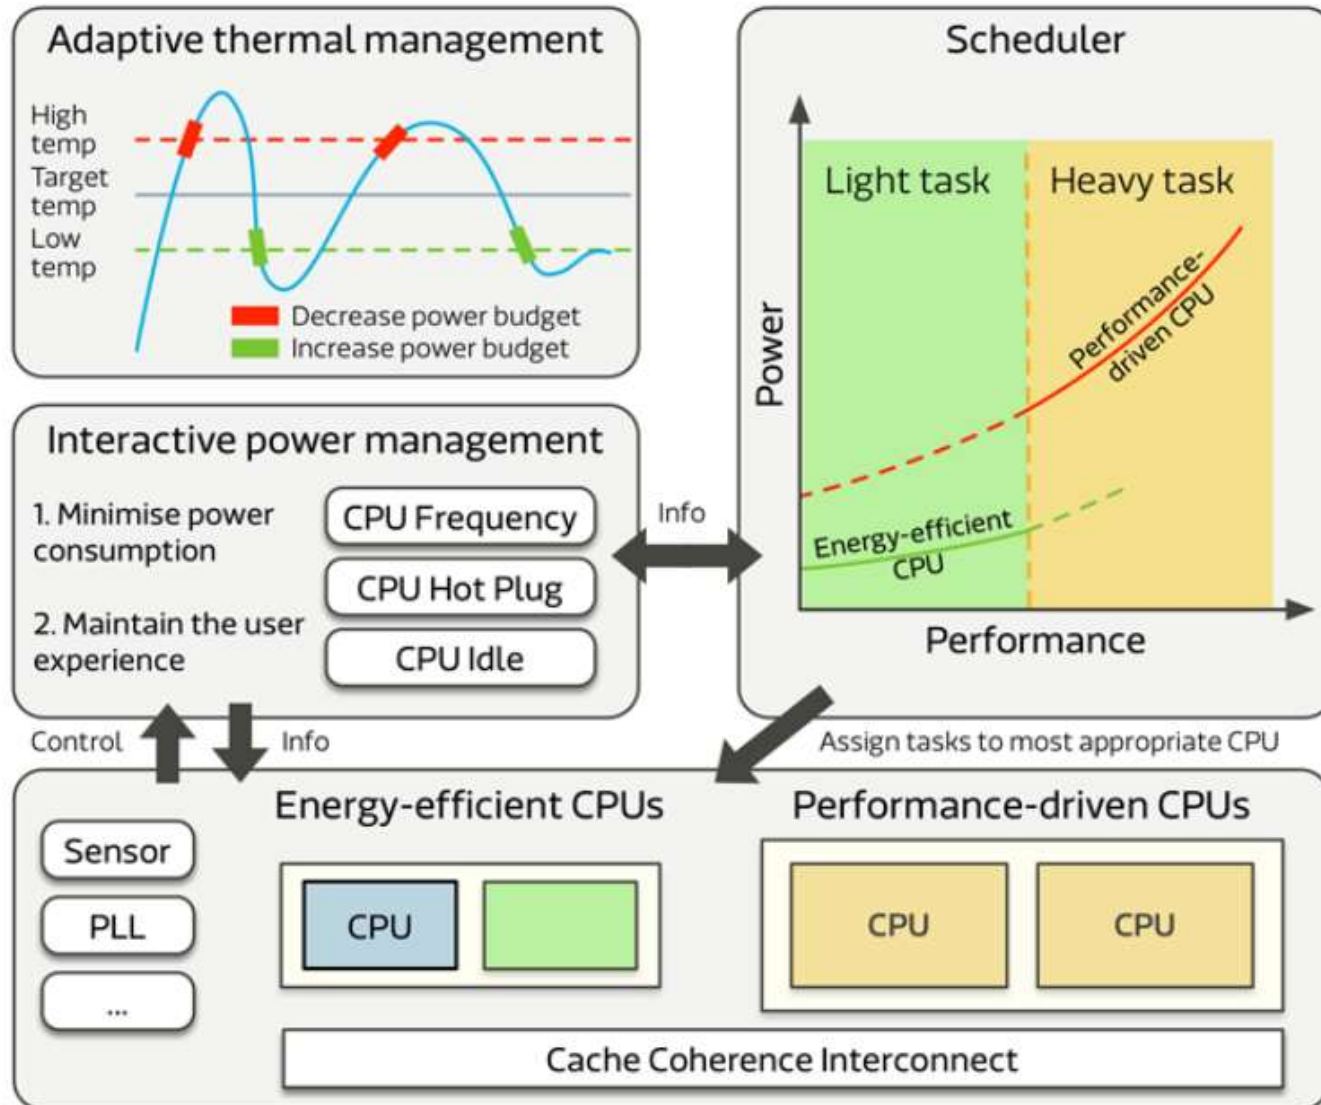 Adaptive thermal management
High
temp
Target
temp
Low
temp
Decrease power budget
Increase power budget
Scheduler
Light task
Heavy task
Power
Performance-
driven CPU
Energy-efficient
CPU
Performance
Interactive power management
1. Minimise power
consumption
2. Maintain the user
experience
CPU Frequency
CPU Hot Plug
CPU Idle
Info
Control
Info
Assign tasks to most appropriate CPU
Energy-efficient CPUs
Performance-driven CPUs
Sensor
PLL
...
CPU
CPU
CPU
Cache Coherence Interconnect